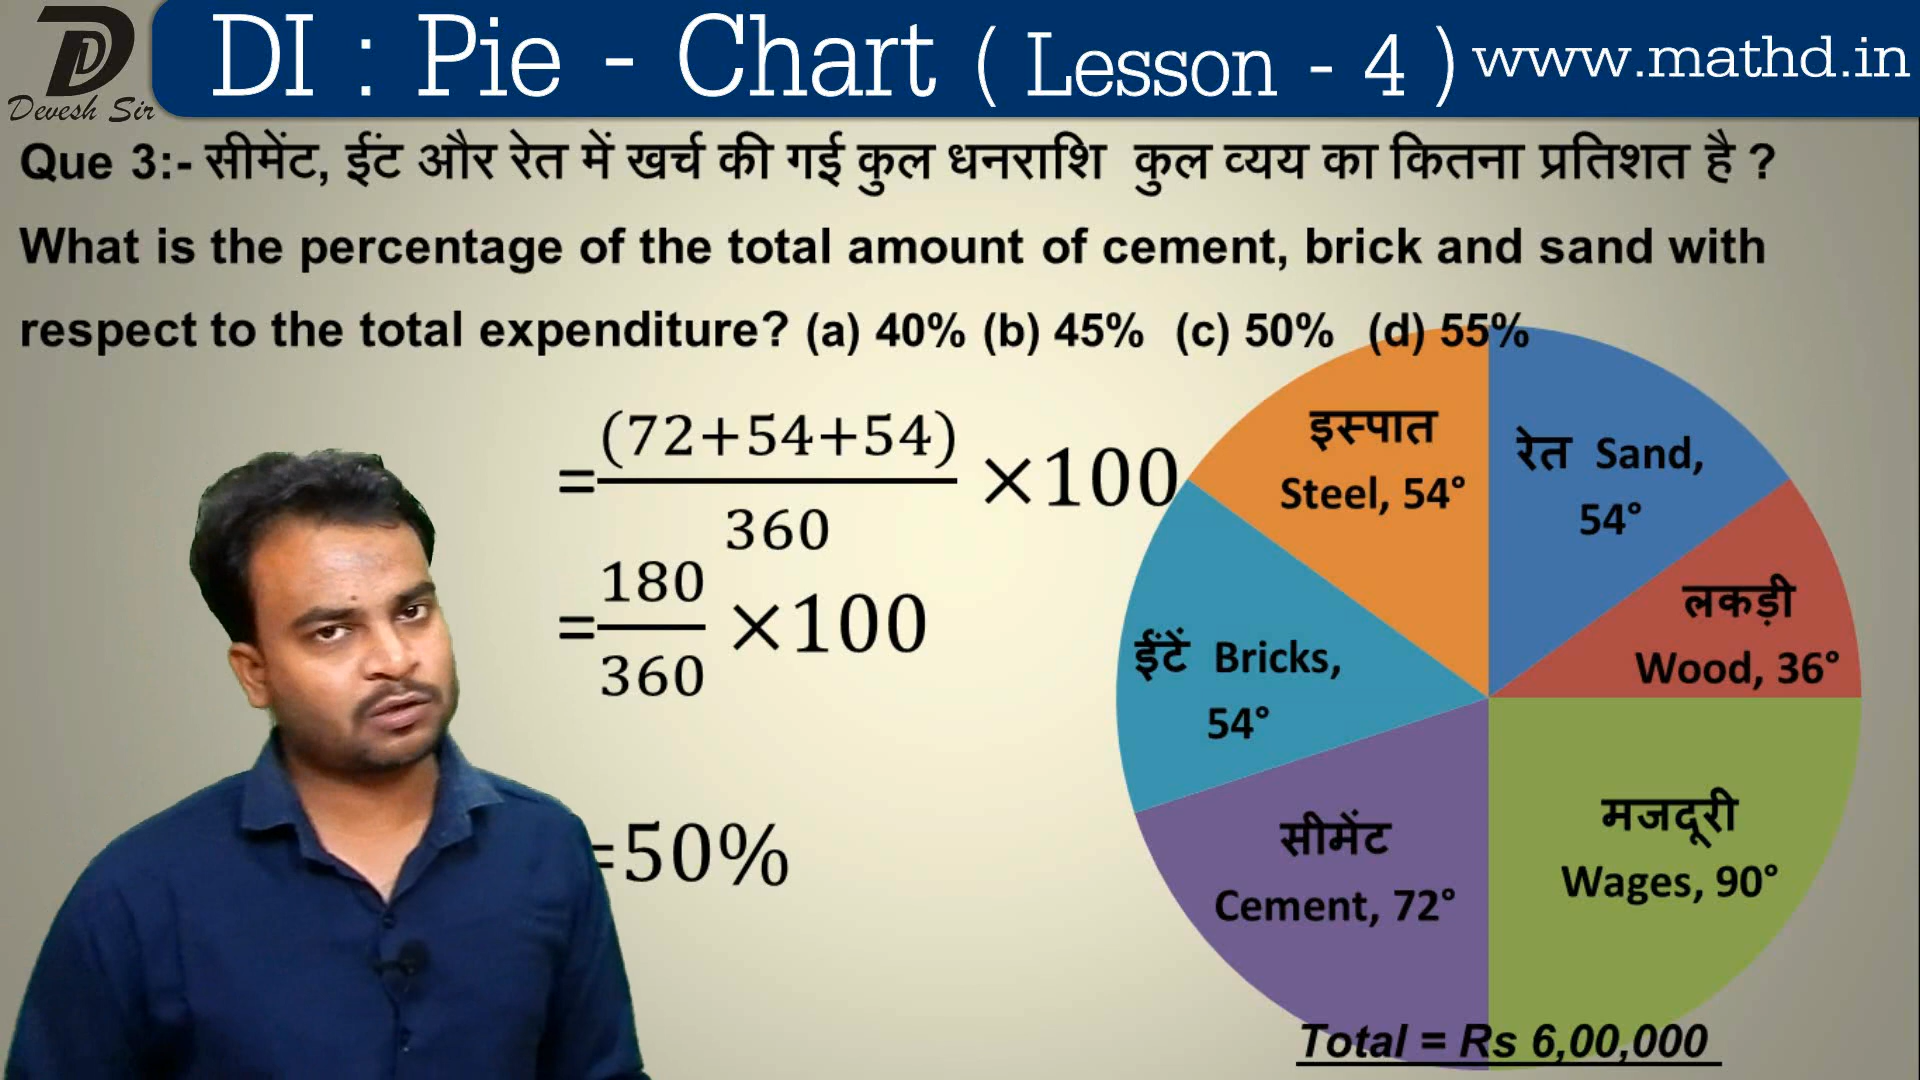 DI : Pie - Chart ( Lesson - 4 ) www.mathd.in
Devesh Sir
Que 3:- सीमेंट, ईंट और रेत में खर्च की गई कुल धनराशि कुल व्यय का कितना प्रतिशत है ?
What is the percentage of the total amount of cement, brick and sand with
respect to the total expenditure? (a) 40% (b) 45% (c) 50% (d) 55%
=(72+54+54)/360 ×100
=180/360 ×100
=50%
इस्पात
Steel, 54°
रेत Sand,
54°
लकड़ी
Wood, 36°
ईंटें Bricks,
54°
सीमेंट
Cement, 72°
मजदूरी
Wages, 90°
Total = Rs 6,00,000